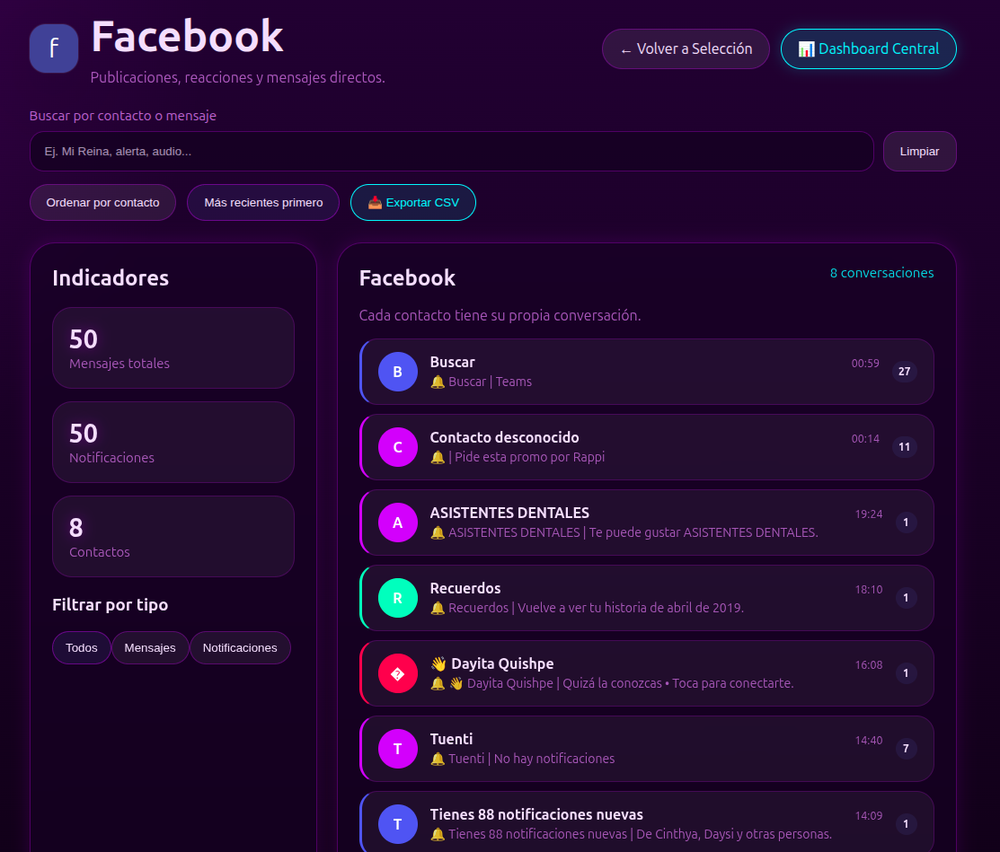 f
Facebook
Publicaciones, reacciones y mensajes directos.
← Volver a Selección
📊 Dashboard Central
Buscar por contacto o mensaje
Ej. Mi Reina, alerta, audio...
Limpiar
Ordenar por contacto
Más recientes primero
📥 Exportar CSV
Indicadores
50
Mensajes totales
50
Notificaciones
8
Contactos
Filtrar por tipo
Todos
Mensajes
Notificaciones
Facebook
8 conversaciones
Cada contacto tiene su propia conversación.
B
Buscar
00:59
27
🔔 Buscar | Teams
C
Contacto desconocido
00:14
11
🔔 | Pide esta promo por Rappi
A
ASISTENTES DENTALES
19:24
1
🔔 ASISTENTES DENTALES | Te puede gustar ASISTENTES DENTALES.
R
Recuerdos
18:10
1
🔔 Recuerdos | Vuelve a ver tu historia de abril de 2019.
�
👋 Dayita Quishpe
16:08
1
🔔 👋 Dayita Quishpe | Quizá la conozcas • Toca para conectarte.
T
Tuenti
14:40
7
🔔 Tuenti | No hay notificaciones
T
Tienes 88 notificaciones nuevas
14:09
1
🔔 Tienes 88 notificaciones nuevas | De Cinthya, Daysi y otras personas.